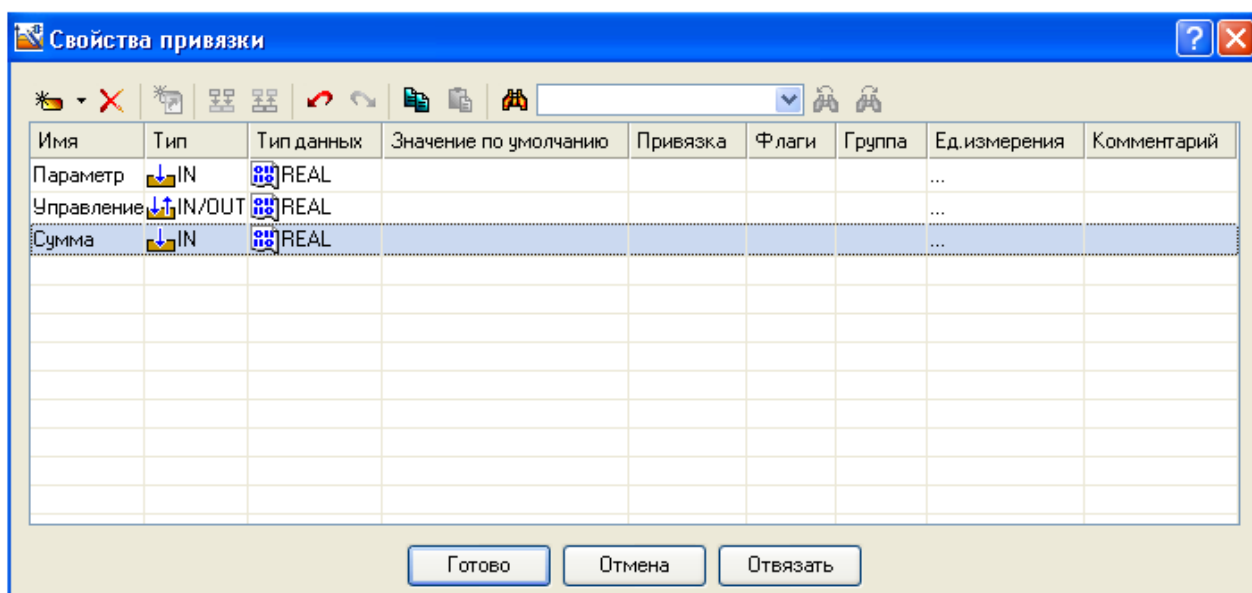 Свойства привязки
Имя Тип Тип данных Значение по умолчанию Привязка Флаги Группа Ед.измерения Комментарий
Параметр IN REAL ...
Управление IN/OUT REAL ...
Сумма IN REAL ...
Готово Отмена Отвязать